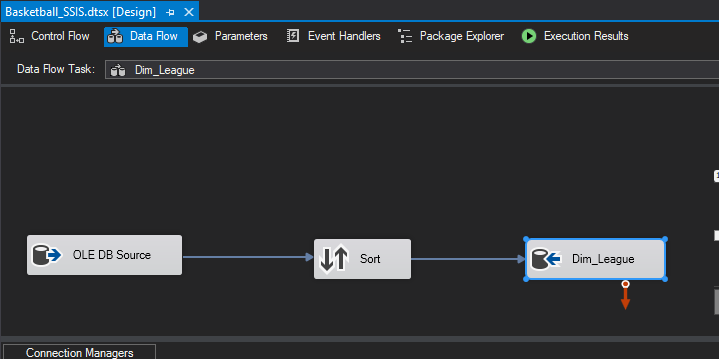 Basketball_SSIS.dtsx [Design]
Control Flow Data Flow Parameters Event Handlers Package Explorer Execution Results
Data Flow Task: Dim_League
OLE DB Source Sort Dim_League
Connection Managers